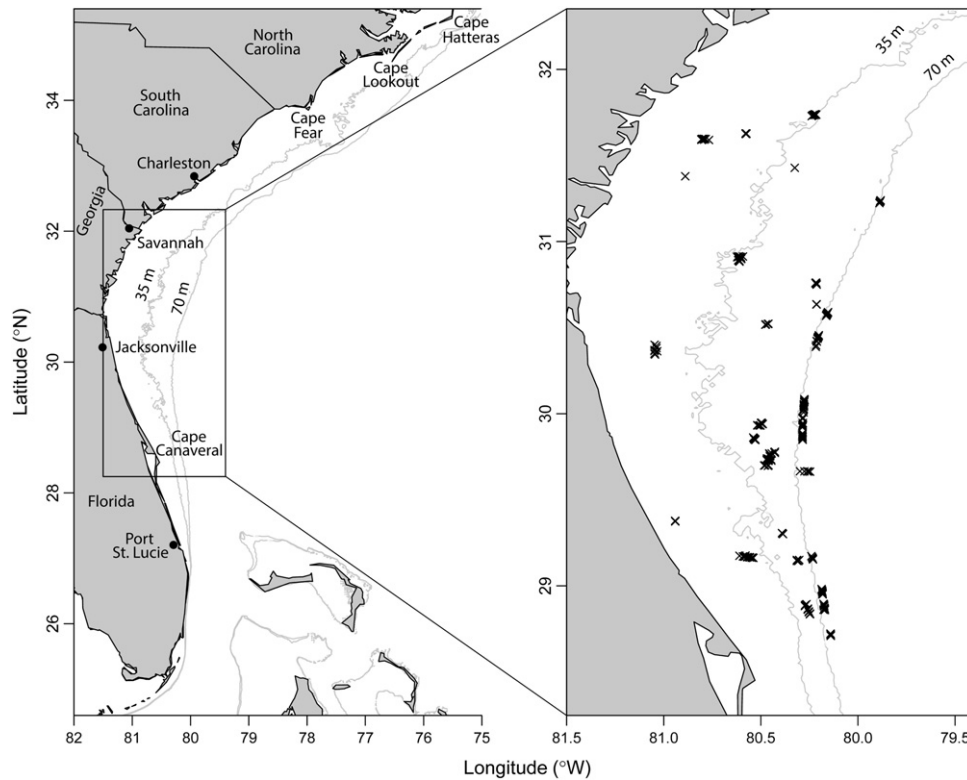 North
Carolina
Cape
Hatteras
Cape
Lookout
South
Carolina
Cape
Fear
Charleston
Georgia
Savannah
35 m
70 m
Jacksonville
Cape
Canaveral
Florida
Port
St. Lucie
Latitude (°N)
34
32
30
28
26
82
81
80
79
78
77
76
75
35 m
70 m
32
31
30
29
81.5
81.0
80.5
80.0
Longitude (°W)